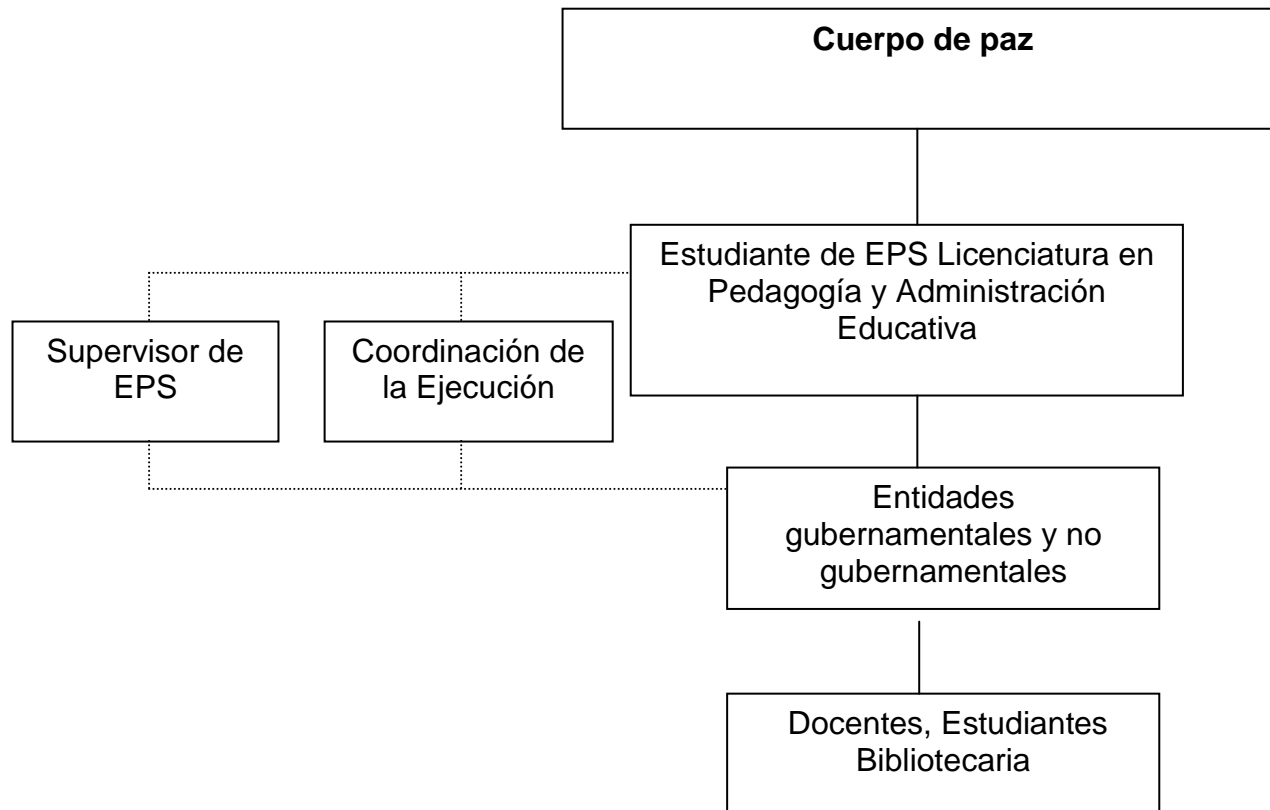 Cuerpo de paz
Estudiante de EPS Licenciatura en
Pedagogía y Administración
Educativa
Supervisor de
EPS
Coordinación de
la Ejecución
Entidades
gubernamentales y no
gubernamentales
Docentes, Estudiantes
Bibliotecaria